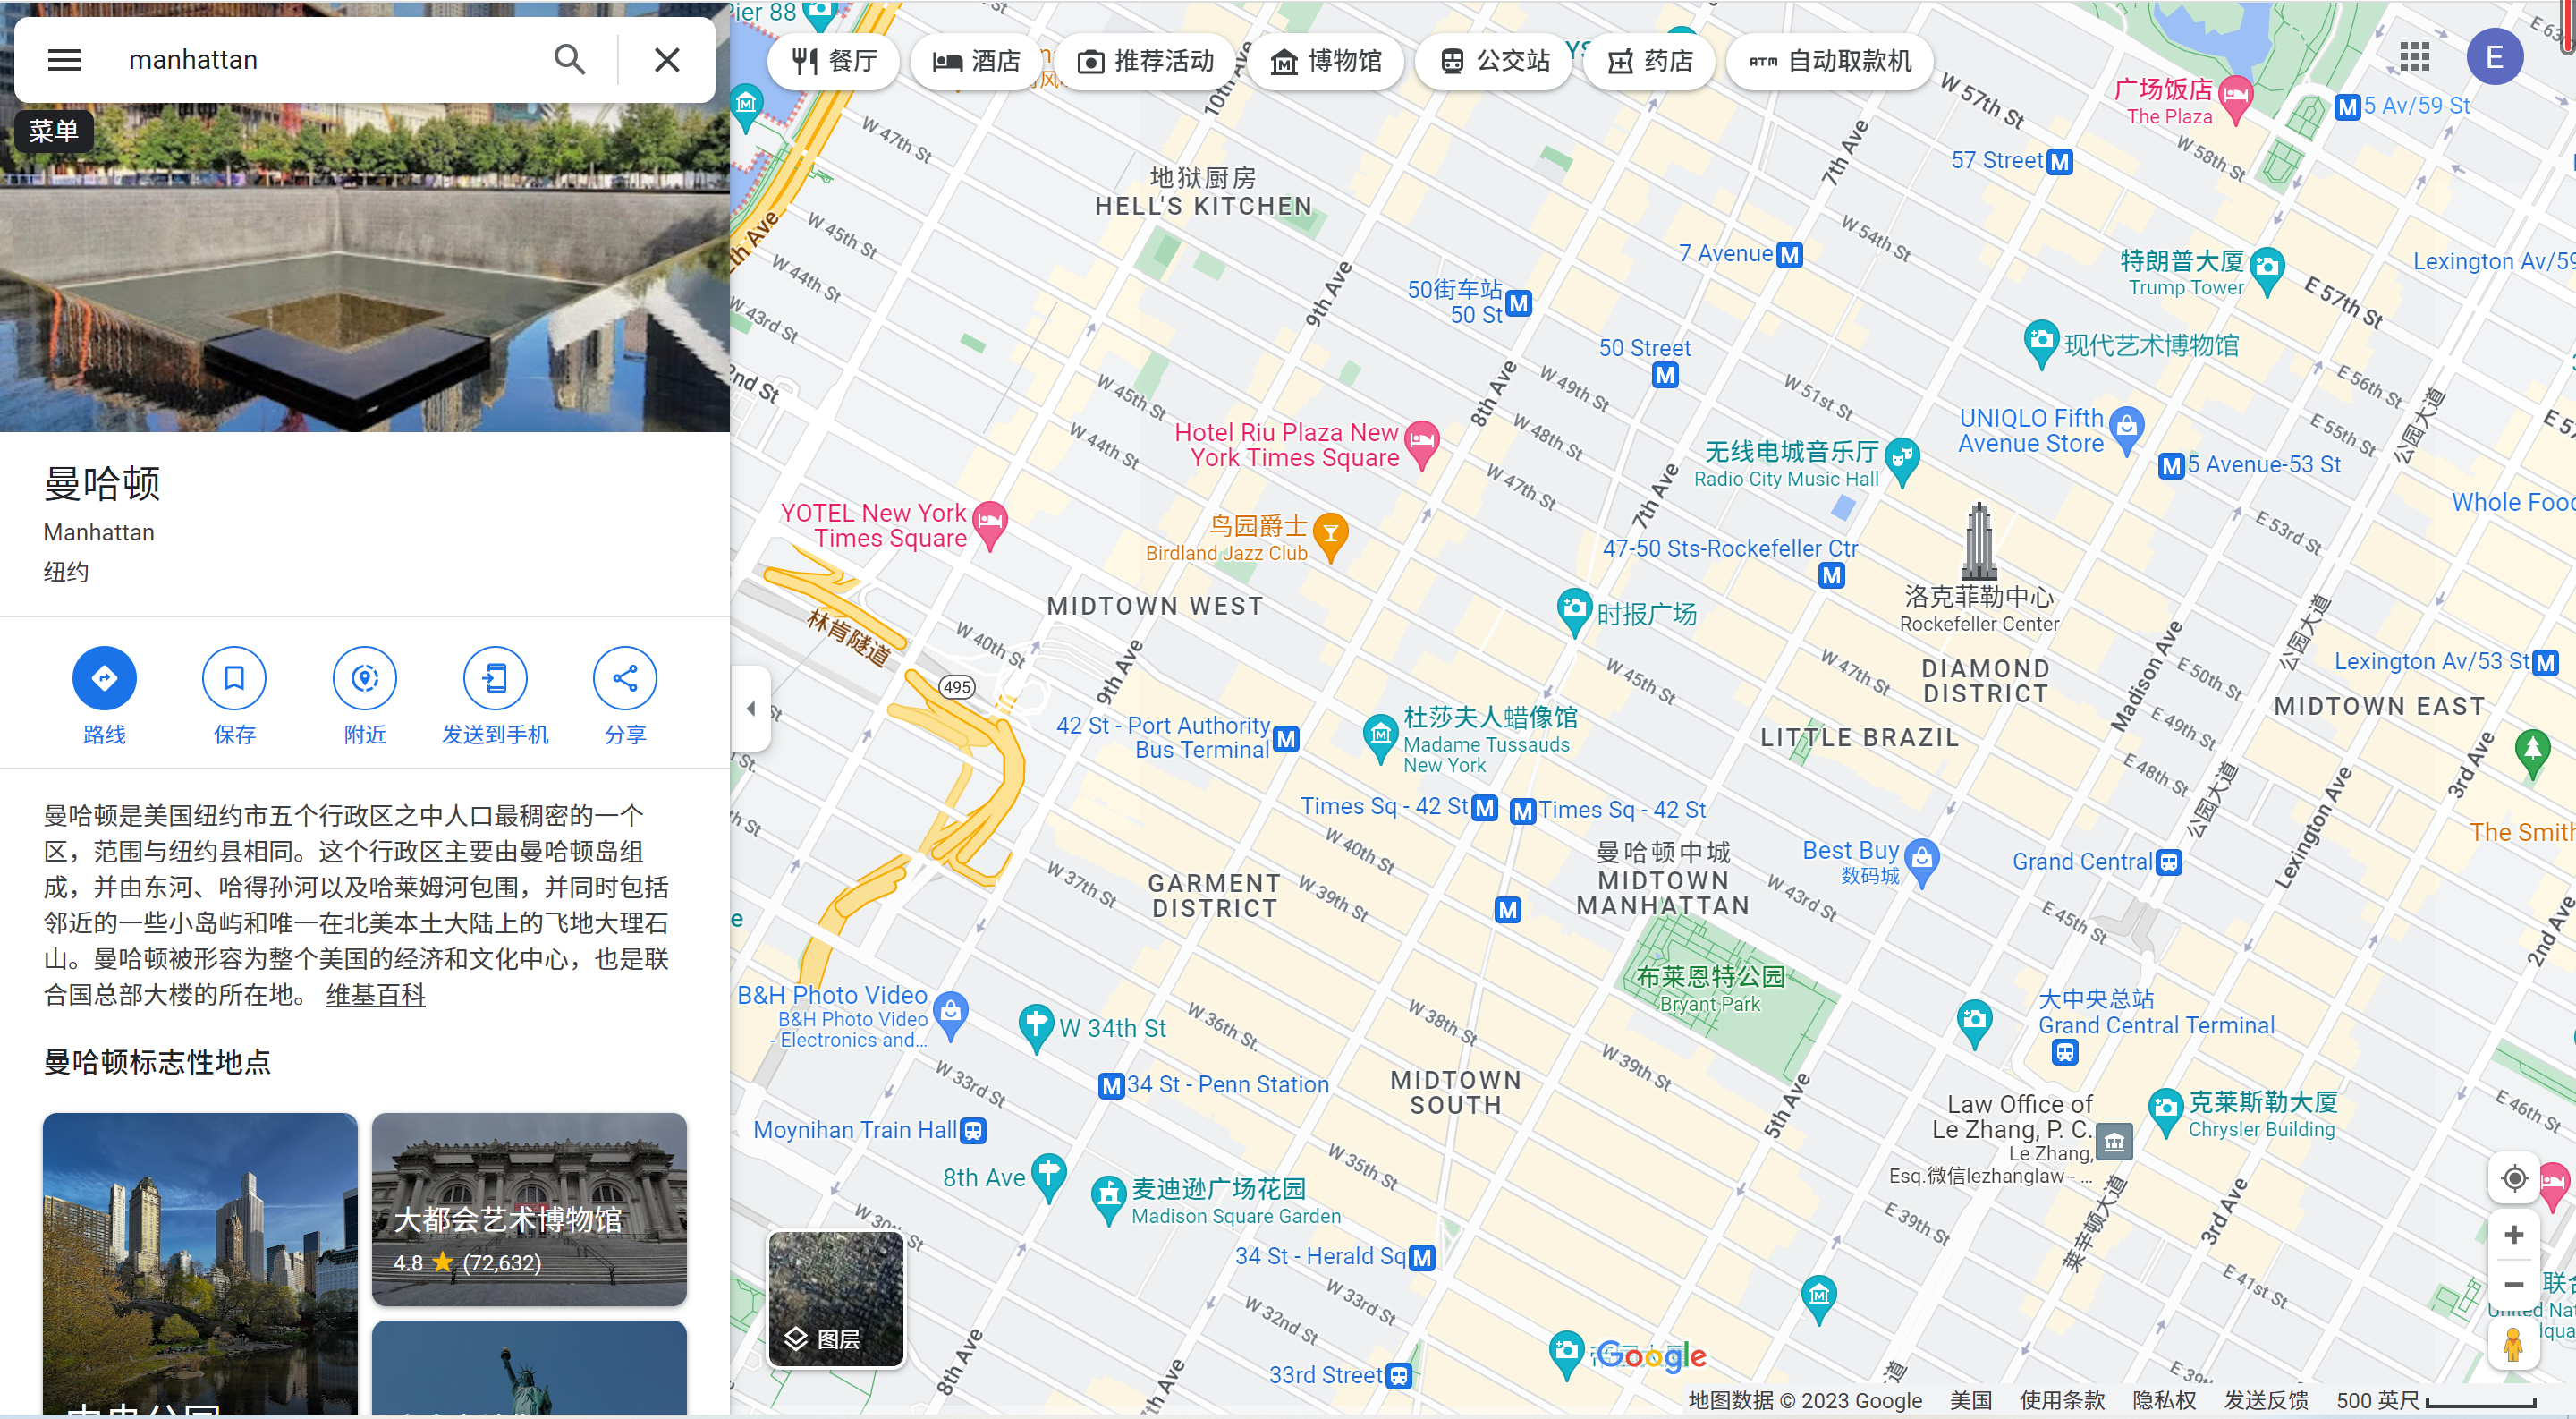 manhattan
菜单
曼哈顿
Manhattan
纽约
路线
保存
附近
发送到手机
分享
曼哈顿是美国纽约市五个行政区之中人口最稠密的一个
区，范围与纽约县相同。这个行政区主要由曼哈顿岛组
成，并由东河、哈得孙河以及哈莱姆河包围，并同时包括
邻近的一些小岛屿和唯一在北美本土大陆上的飞地大理石
山。曼哈顿被形容为整个美国的经济和文化中心，也是联
合国总部大楼的所在地。 维基百科
曼哈顿标志性地点
大都会艺术博物馆
4.8 ★ (72,632)
餐厅
酒店
推荐活动
博物馆
公交站
药店
ATM 自动取款机
E
Pier 88
10th Ave
W 57th St
广场饭店
The Plaza
M 5 Av/59 St
W 47th St
7th Ave
57 Street M
W 58th St
地狱厨房
HELL'S KITCHEN
W 45th St
W 44th St
W 43rd St
9th Ave
7 Avenue M
W 54th St
特朗普大厦
Trump Tower
E 57th St
50街车站
50 St M
50 Street
M
现代艺术博物馆
E 56th St
公园大道
W 45th St
W 44th St
8th Ave
W 49th St
W 51st St
UNIQLO Fifth
Avenue Store
E 55th St
Hotel Riu Plaza New
York Times Square
W 48th St
无线电城音乐厅
Radio City Music Hall
M 5 Avenue-53 St
W 47th St
7th Ave
YOTEL New York
Times Square
鸟园爵士
Birdland Jazz Club
47-50 Sts-Rockefeller Ctr
M
E 53rd St
洛克菲勒中心
Rockefeller Center
MIDTOWN WEST
时报广场
林肯隧道
W 40th St
495
9th Ave
W 45th St
W 47th St
DIAMOND
DISTRICT
Madison Ave
公园大道
E 50th St
Lexington Av/53 St M
42 St - Port Authority
Bus Terminal M
杜莎夫人蜡像馆
Madame Tussauds
New York
LITTLE BRAZIL
MIDTOWN EAST
E 49th St
E 48th St
3rd Ave
Times Sq - 42 St M
M Times Sq - 42 St
公园大道
Lexington Ave
W 40th St
曼哈顿中城
MIDTOWN
MANHATTAN
Best Buy
数码城
Grand Central
W 37th St
GARMENT
DISTRICT
W 39th St
M
W 43rd St
E 45th St
2nd Ave
布莱恩特公园
Bryant Park
B&H Photo Video
B&H Photo Video
- Electronics and...
W 34th St
W 36th St.
W 38th St
大中央总站
Grand Central Terminal
W 33rd St
M 34 St - Penn Station
MIDTOWN
SOUTH
W 39th St
5th Ave
Law Office of
Le Zhang, P. C.
Le Zhang,
Esq.微信lezhanglaw - ...
克莱斯勒大厦
Chrysler Building
E 46th St
Moynihan Train Hall
8th Ave
麦迪逊广场花园
Madison Square Garden
W 35th St
34 St - Herald Sq M
W 33rd St
W 32nd St
E 39th St
莱辛顿大道
3rd Ave
E 41st St
8th Ave
33rd Street
图层
Google
地图数据 © 2023 Google
美国
使用条款
隐私权
发送反馈
500 英尺